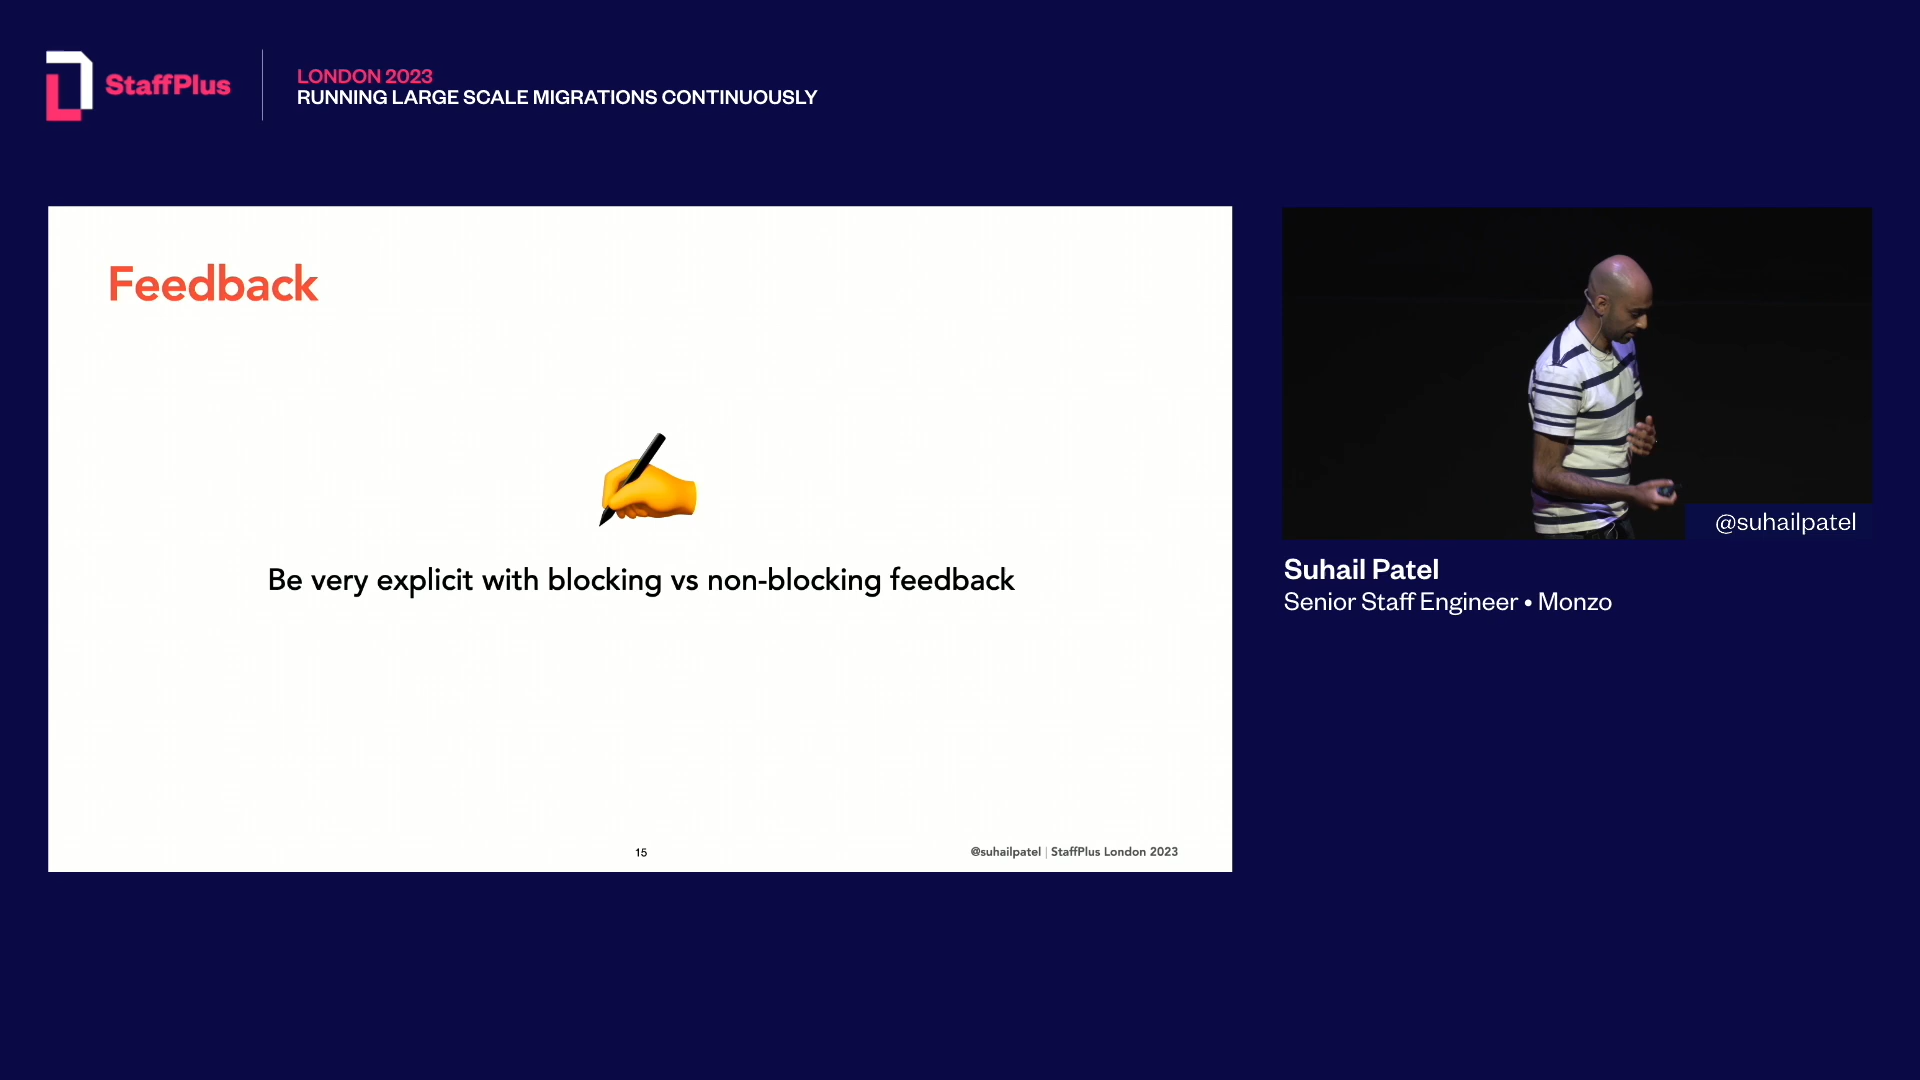 StaffPlus
LONDON 2023
RUNNING LARGE SCALE MIGRATIONS CONTINUOUSLY
Feedback
Be very explicit with blocking vs non-blocking feedback
15
@suhailpatel | StaffPlus London 2023
@suhailpatel
Suhail Patel
Senior Staff Engineer • Monzo